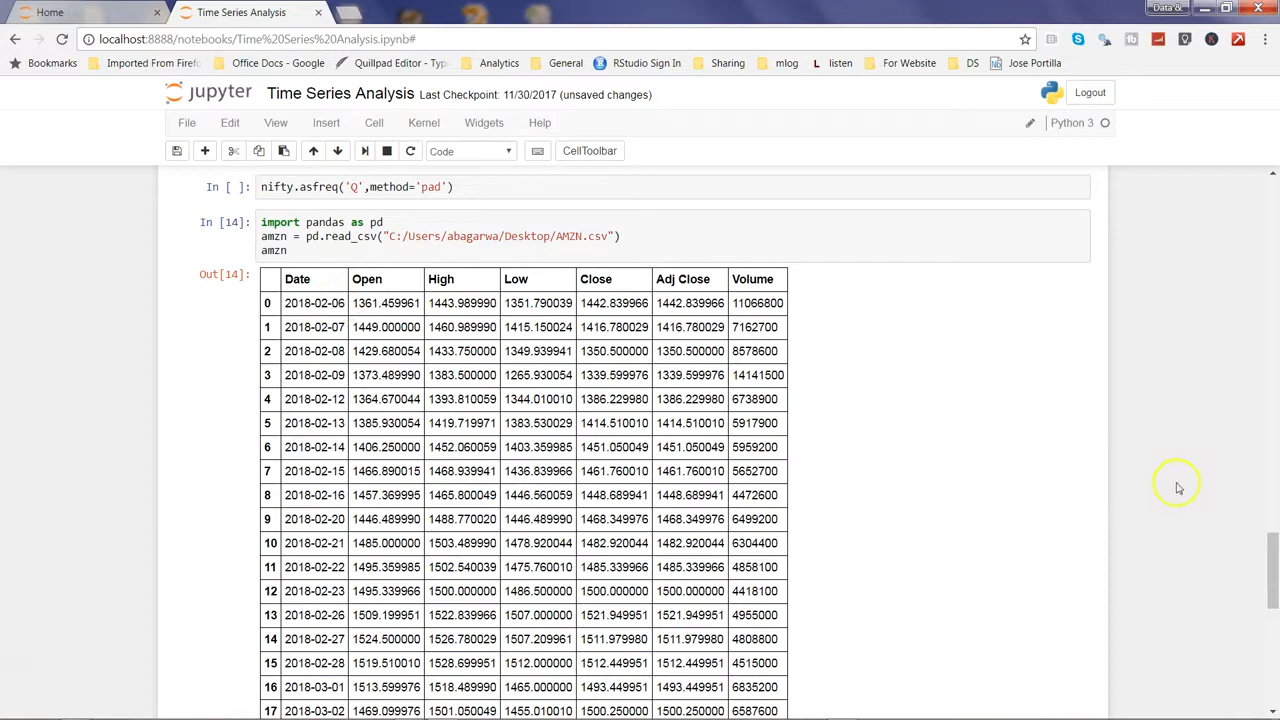 Home
Time Series Analysis
Data &
localhost:8888/notebooks/Time%20Series%20Analysis.ipynb#
Bookmarks Imported From Firef Office Docs - Google Quillpad Editor - Typ Analytics General RStudio Sign In Sharing mlog listen For Website DS Jose Portilla
jupyter Time Series Analysis Last Checkpoint: 11/30/2017 (unsaved changes) Logout
File Edit View Insert Cell Kernel Widgets Help Python 3
Code CellToolbar
In [ ]: nifty.asfreq('Q',method='pad')
In [14]: import pandas as pd
amzn = pd.read_csv("C:/Users/abagarwa/Desktop/AMZN.csv")
amzn
Out[14]:
Date Open High Low Close Adj Close Volume
0 2018-02-06 1361.459961 1443.989990 1351.790039 1442.839966 1442.839966 11066800
1 2018-02-07 1449.000000 1460.989990 1415.150024 1416.780029 1416.780029 7162700
2 2018-02-08 1429.680054 1433.750000 1349.939941 1350.500000 1350.500000 8578600
3 2018-02-09 1373.489990 1383.500000 1265.930054 1339.599976 1339.599976 14141500
4 2018-02-12 1364.670044 1393.810059 1344.010010 1386.229980 1386.229980 6738900
5 2018-02-13 1385.930054 1419.719971 1383.530029 1414.510010 1414.510010 5917900
6 2018-02-14 1406.250000 1452.060059 1403.359985 1451.050049 1451.050049 5959200
7 2018-02-15 1466.890015 1468.939941 1436.839966 1461.760010 1461.760010 5652700
8 2018-02-16 1457.369995 1465.800049 1446.560059 1448.689941 1448.689941 4472600
9 2018-02-20 1446.489990 1488.770020 1446.489990 1468.349976 1468.349976 6499200
10 2018-02-21 1485.000000 1503.489990 1478.920044 1482.920044 1482.920044 6304400
11 2018-02-22 1495.359985 1502.540039 1475.760010 1485.339966 1485.339966 4858100
12 2018-02-23 1495.339966 1500.000000 1486.500000 1500.000000 1500.000000 4418100
13 2018-02-26 1509.199951 1522.839966 1507.000000 1521.949951 1521.949951 4955000
14 2018-02-27 1524.500000 1526.780029 1507.209961 1511.979980 1511.979980 4808800
15 2018-02-28 1519.510010 1528.699951 1512.000000 1512.449951 1512.449951 4515000
16 2018-03-01 1513.599976 1518.489990 1465.000000 1493.449951 1493.449951 6835200
17 2018-03-02 1469.099976 1501.050049 1455.010010 1500.250000 1500.250000 6587600